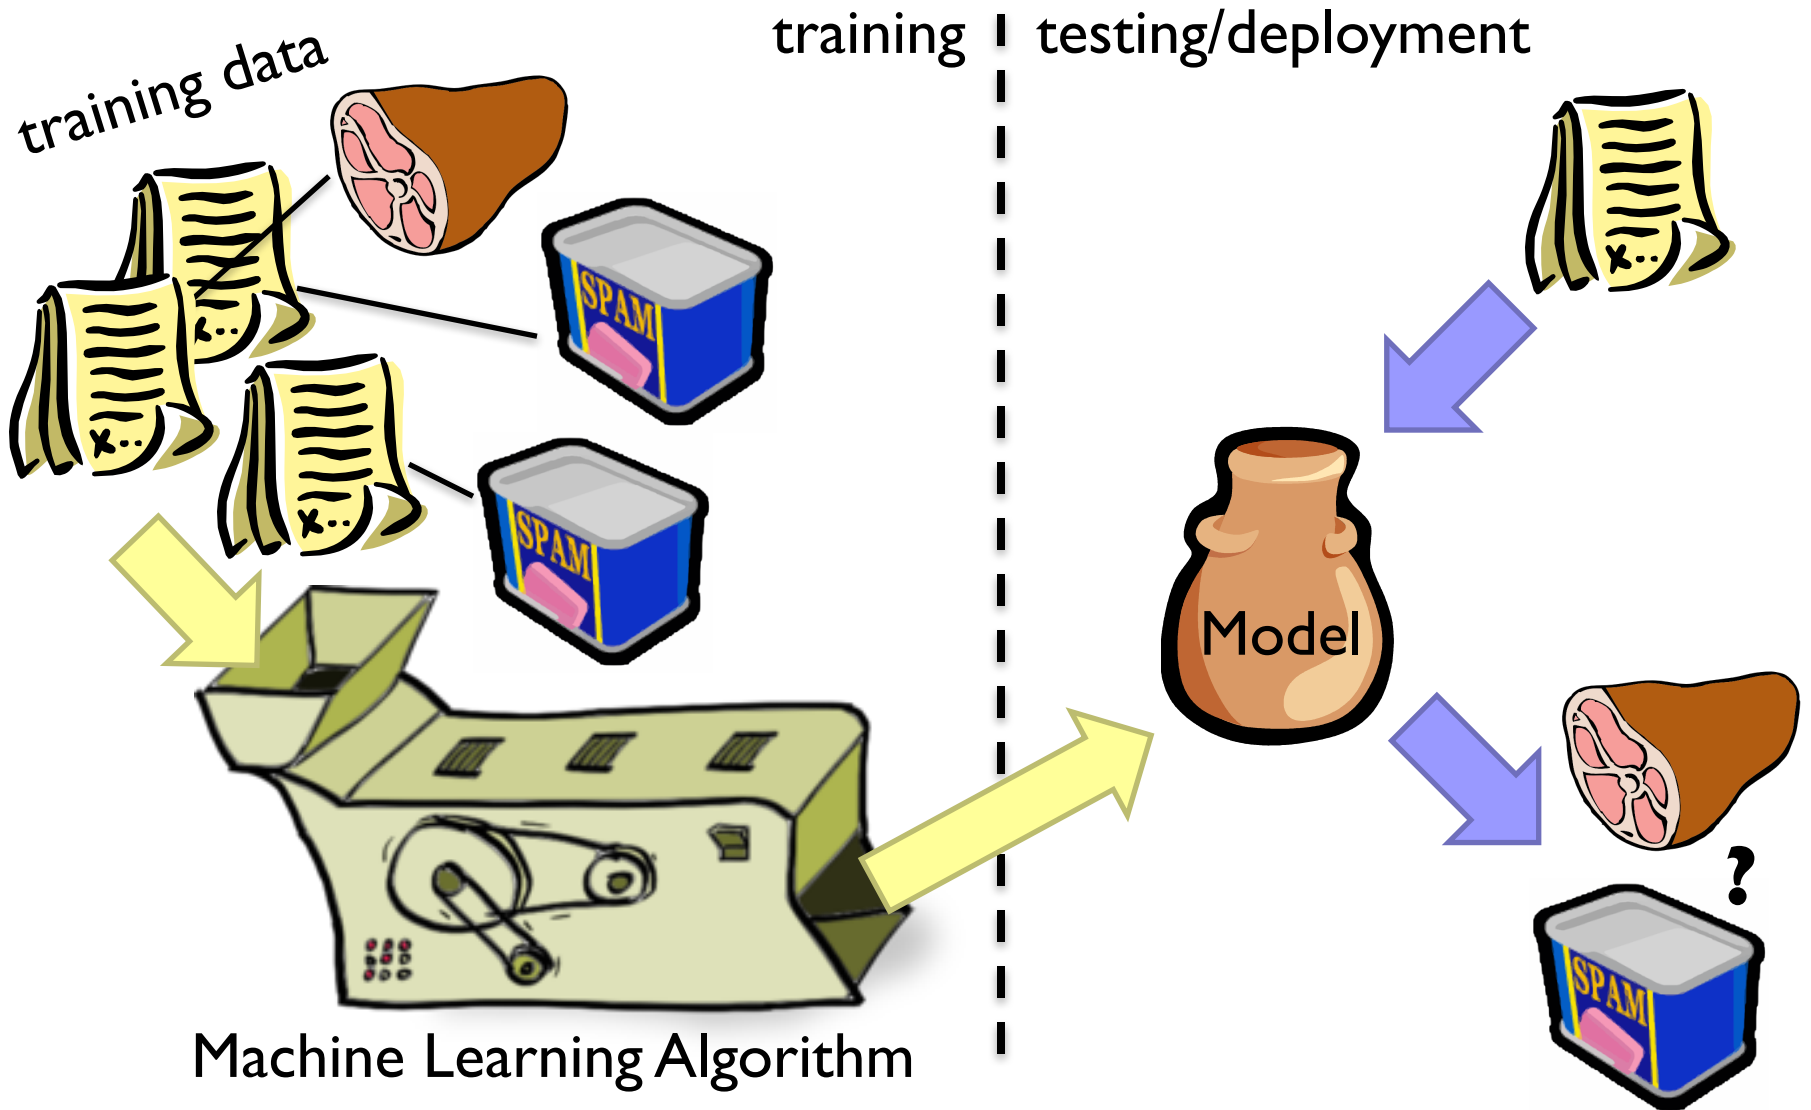 training
testing/deployment
training data
SPAM
SPAM
Model
Machine Learning Algorithm
?
SPAM